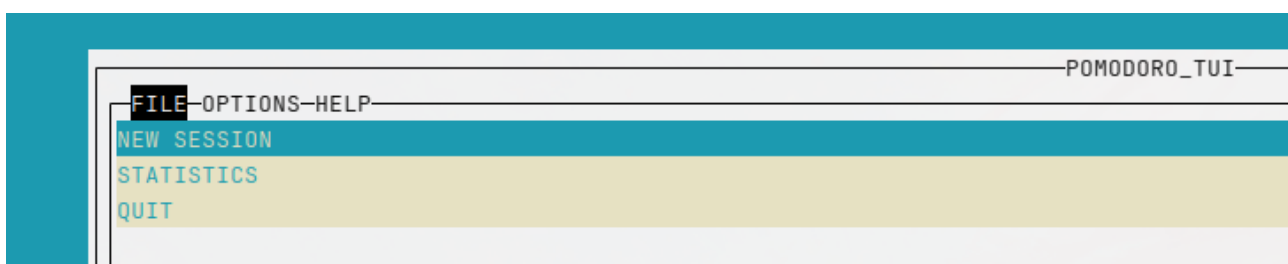 POMODORO_TUI
FILE OPTIONS HELP
NEW SESSION
STATISTICS
QUIT